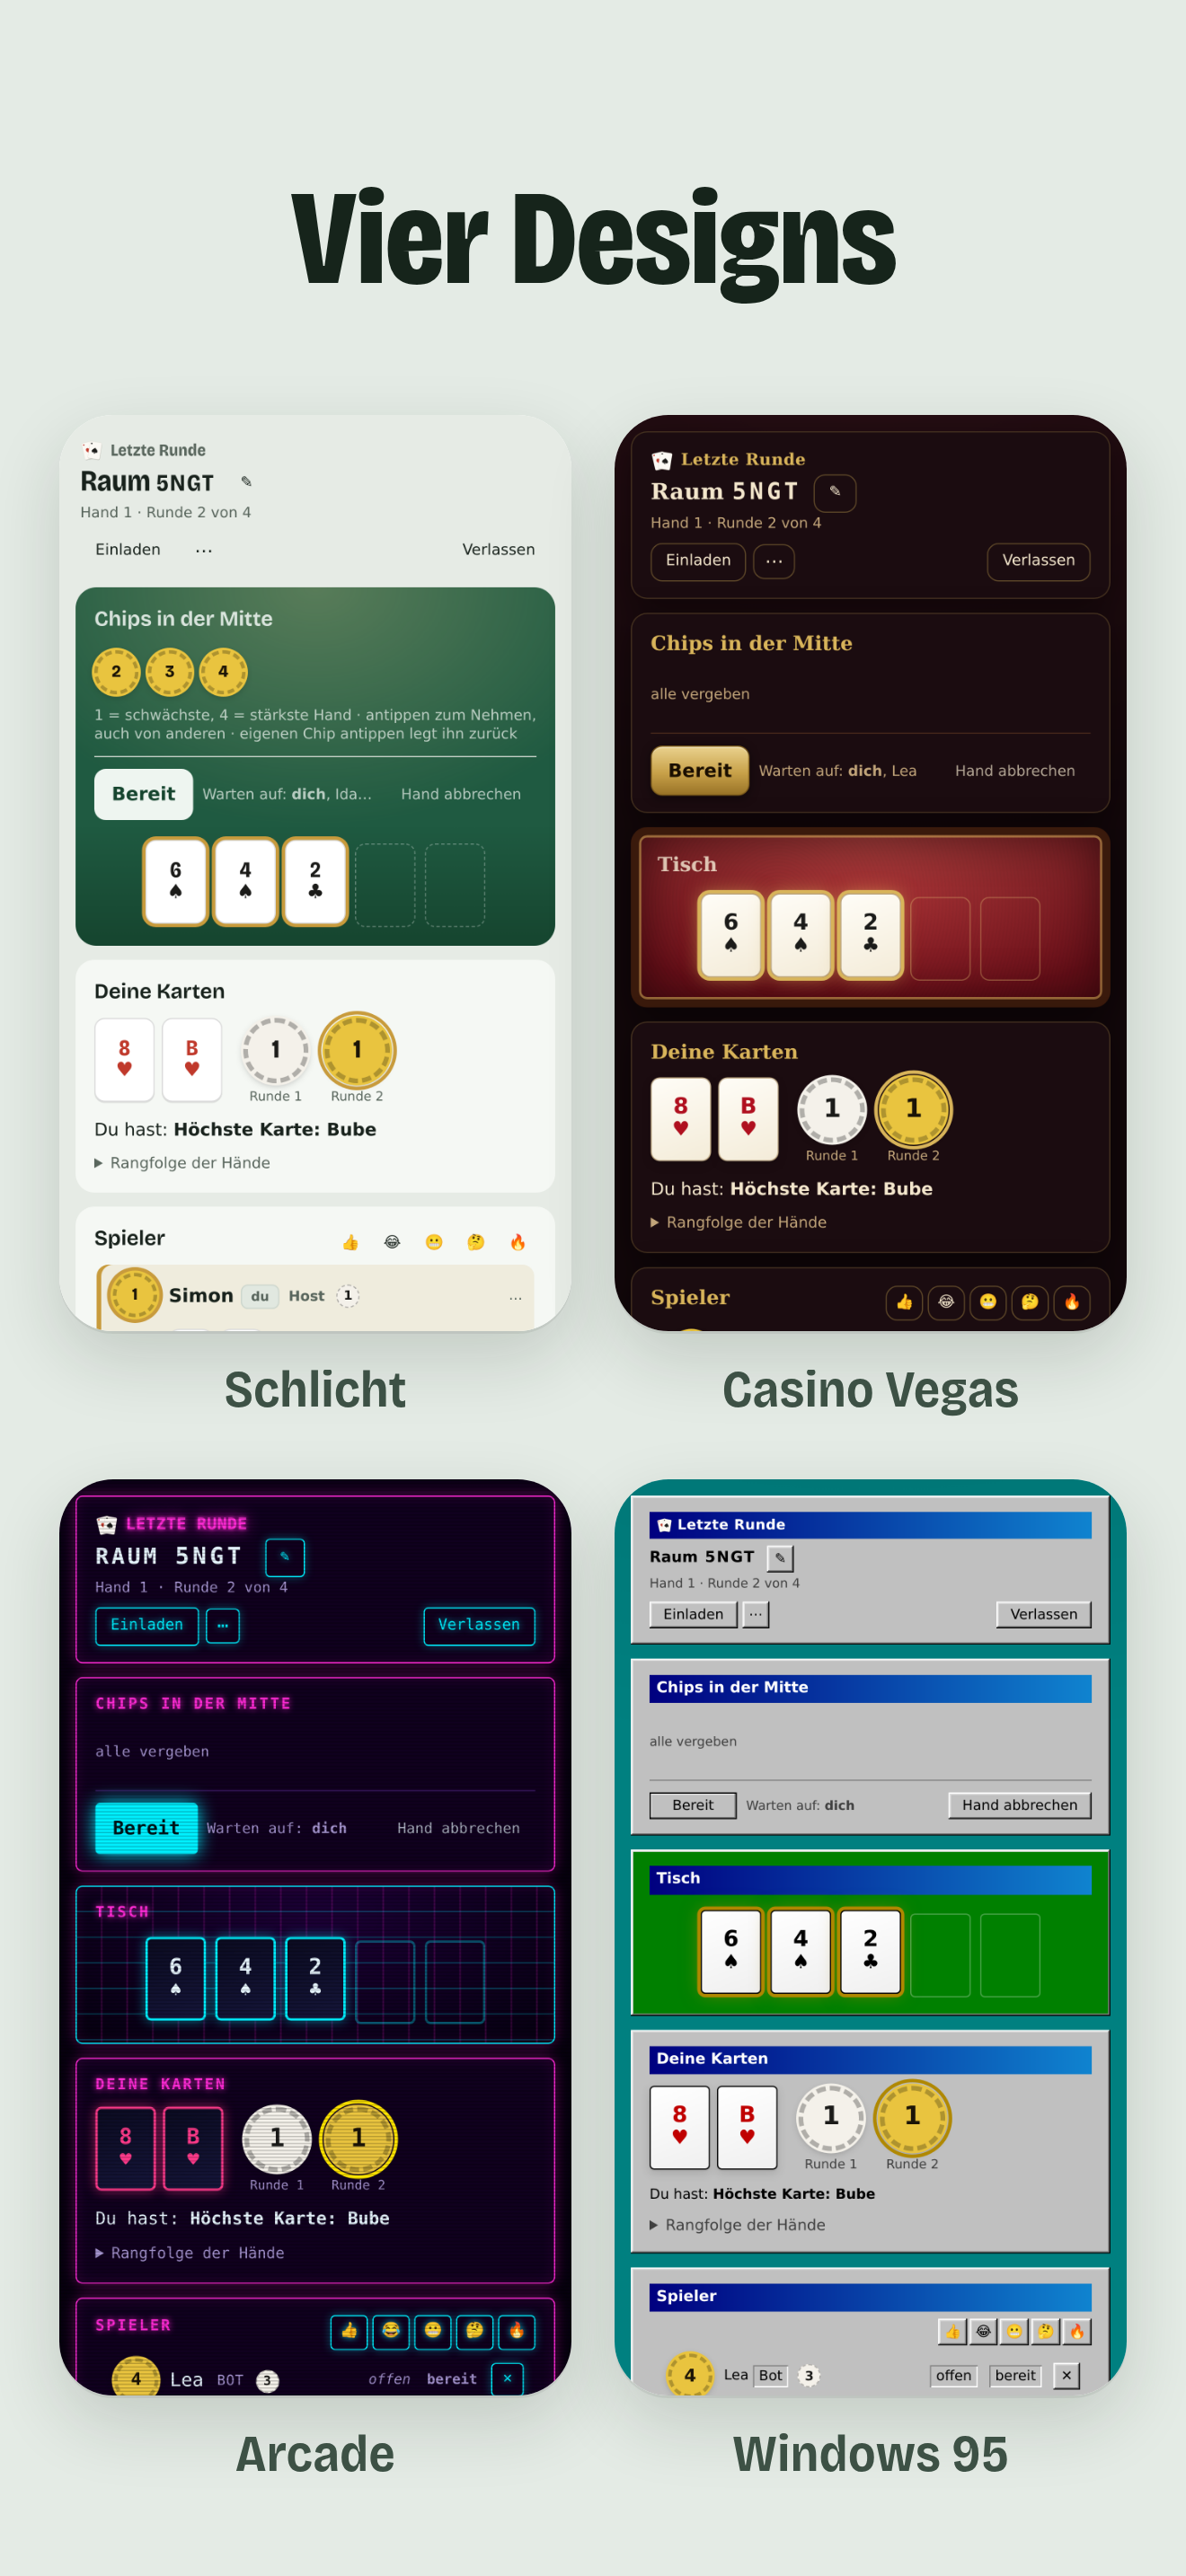 Vier Designs
Letzte Runde
Raum 5NGT ✎
Hand 1 · Runde 2 von 4
Einladen ⋯ Verlassen
Chips in der Mitte
2 3 4
1 = schwächste, 4 = stärkste Hand · antippen zum Nehmen,
auch von anderen · eigenen Chip antippen legt ihn zurück
Bereit Warten auf: dich, Ida… Hand abbrechen
6♠ 4♠ 2♣
Deine Karten
8♥ B♥ 1 1
Runde 1 Runde 2
Du hast: Höchste Karte: Bube
▶ Rangfolge der Hände
Spieler 👍 😂 😬 🤔 🔥
1 Simon du Host 1 …
Schlicht
Letzte Runde
Raum 5NGT ✎
Hand 1 · Runde 2 von 4
Einladen ⋯ Verlassen
Chips in der Mitte
alle vergeben
Bereit Warten auf: dich, Lea Hand abbrechen
Tisch
6♠ 4♠ 2♣
Deine Karten
8♥ B♥ 1 1
Runde 1 Runde 2
Du hast: Höchste Karte: Bube
▶ Rangfolge der Hände
Spieler 👍 😂 😬 🤔 🔥
Casino Vegas
LETZTE RUNDE
RAUM 5NGT ✎
Hand 1 · Runde 2 von 4
Einladen ⋯ Verlassen
CHIPS IN DER MITTE
alle vergeben
Bereit Warten auf: dich Hand abbrechen
TISCH
6♠ 4♠ 2♣
DEINE KARTEN
8♥ B♥ 1 1
Runde 1 Runde 2
Du hast: Höchste Karte: Bube
▶ Rangfolge der Hände
SPIELER 👍 😂 😬 🤔 🔥
4 Lea BOT 3 offen bereit ×
Arcade
Letzte Runde
Raum 5NGT ✎
Hand 1 · Runde 2 von 4
Einladen ⋯ Verlassen
Chips in der Mitte
alle vergeben
Bereit Warten auf: dich Hand abbrechen
Tisch
6♠ 4♠ 2♣
Deine Karten
8♥ B♥ 1 1
Runde 1 Runde 2
Du hast: Höchste Karte: Bube
▶ Rangfolge der Hände
Spieler
👍 😂 😬 🤔 🔥
4 Lea Bot 3 offen bereit ×
Windows 95